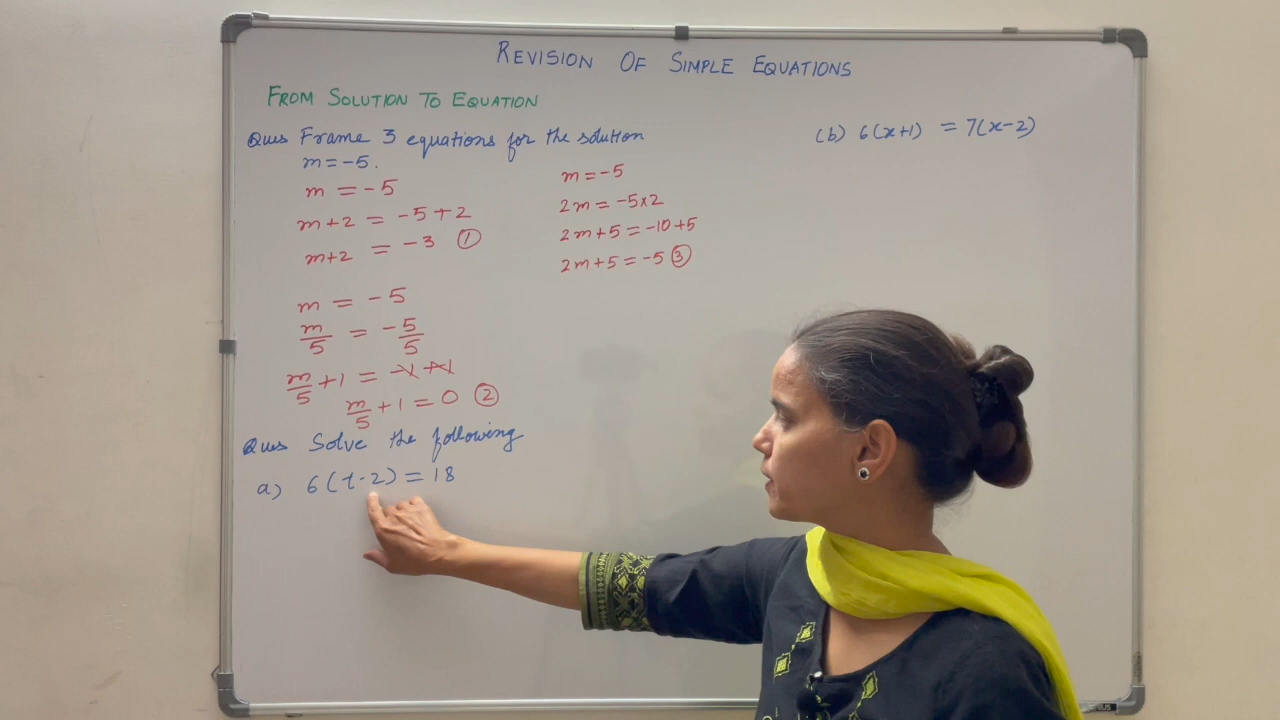 REVISION OF SIMPLE EQUATIONS
FROM SOLUTION TO EQUATION
Ques Frame 3 equations for the solution
m = -5.
m = -5
m+2 = -5+2
m+2 = -3 ①
m = -5
m/5 = -5/5
m/5 + 1 = -1 + 1
m/5 + 1 = 0 ②
m = -5
2m = -5×2
2m+5 = -10+5
2m+5 = -5 ③
Ques Solve the following
a) 6(t-2) = 18
(b) 6(x+1) = 7(x-2)